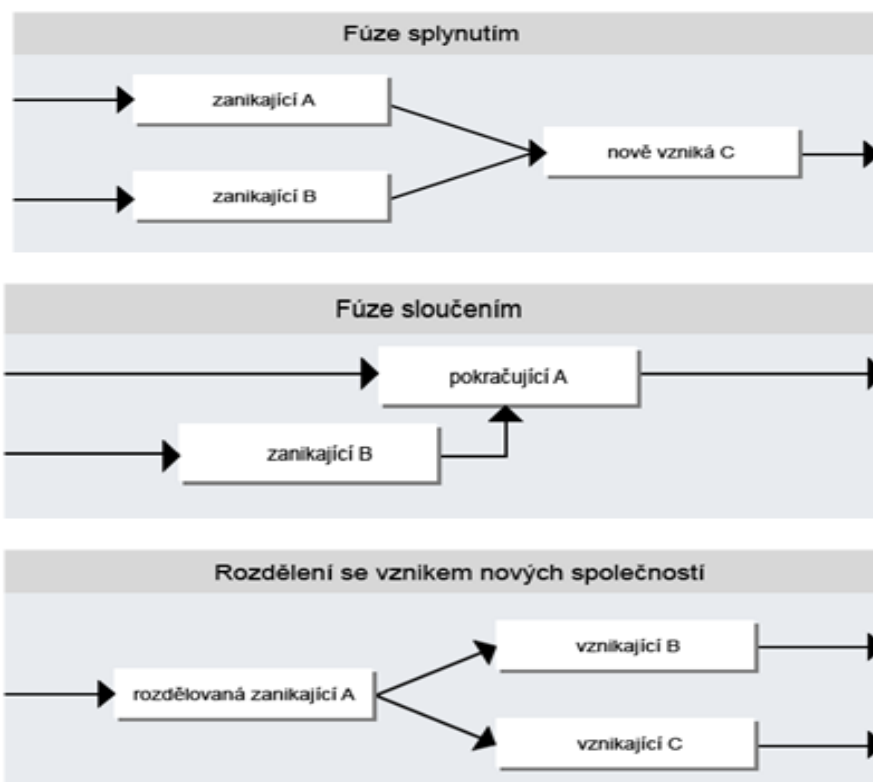 Fúze splynutím
zanikající A
nově vzniká C
zanikající B
Fúze sloučením
pokračující A
zanikající B
Rozdělení se vznikem nových společností
vznikající B
rozdělovaná zanikající A
vznikající C